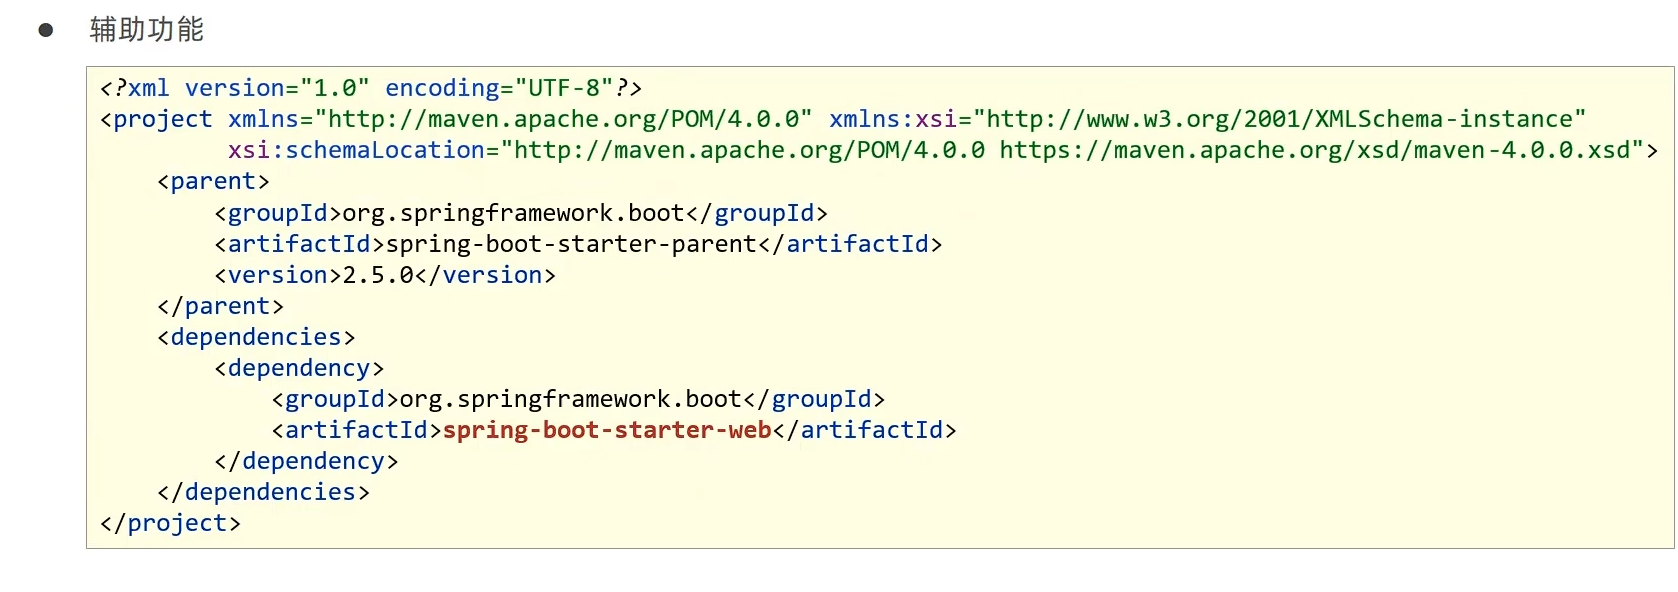 ● 辅助功能
<?xml version="1.0" encoding="UTF-8"?>
<project xmlns="http://maven.apache.org/POM/4.0.0" xmlns:xsi="http://www.w3.org/2001/XMLSchema-instance"
         xsi:schemaLocation="http://maven.apache.org/POM/4.0.0 https://maven.apache.org/xsd/maven-4.0.0.xsd">
    <parent>
        <groupId>org.springframework.boot</groupId>
        <artifactId>spring-boot-starter-parent</artifactId>
        <version>2.5.0</version>
    </parent>
    <dependencies>
        <dependency>
            <groupId>org.springframework.boot</groupId>
            <artifactId>spring-boot-starter-web</artifactId>
        </dependency>
    </dependencies>
</project>